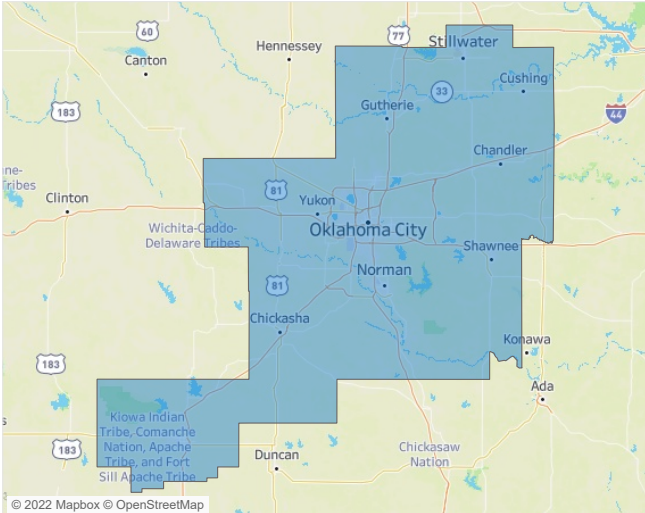 60
77
Stillwater
Hennessey
Canton
Cushing
33
Gutherie
183
44
Chandler
ne-
ribes
81
Clinton
Yukon
Wichita-Caddo-
Delaware Tribes
Oklahoma City
Shawnee
Norman
81
Chickasha
Konawa
183
Ada
Kiowa Indian
Tribe, Comanche
Nation, Apache
Tribe, and Fort
Sill Apache Tribe
s
183
Duncan
Chickasaw
Nation
© 2022 Mapbox © OpenStreetMap